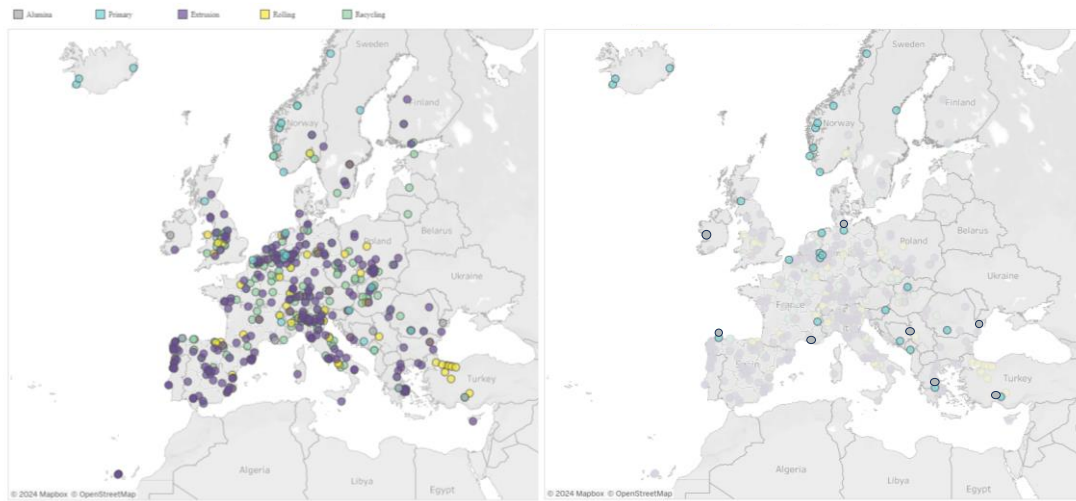 Alumina Primary Extrusion Rolling Recycling
Sweden Sweden
Finland Finland
Norway Norway
Belarus Belarus
Poland Poland
Ukraine Ukraine
France
Turkey Turkey
Algeria Libya Egypt Algeria Libya Egypt
© 2024 Mapbox © OpenStreetMap © 2024 Mapbox © OpenStreetMap